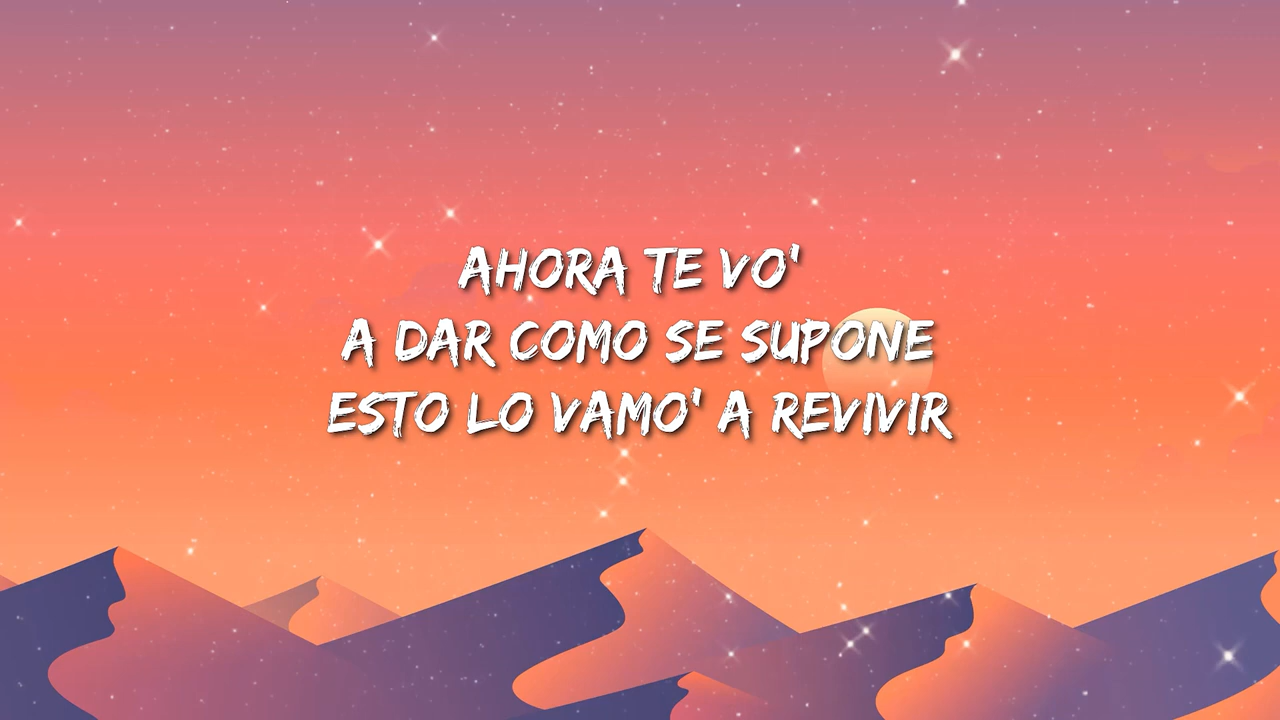 AHORA TE VO'
A DAR COMO SE SUPONE
ESTO LO VAMO' A REVIVIR